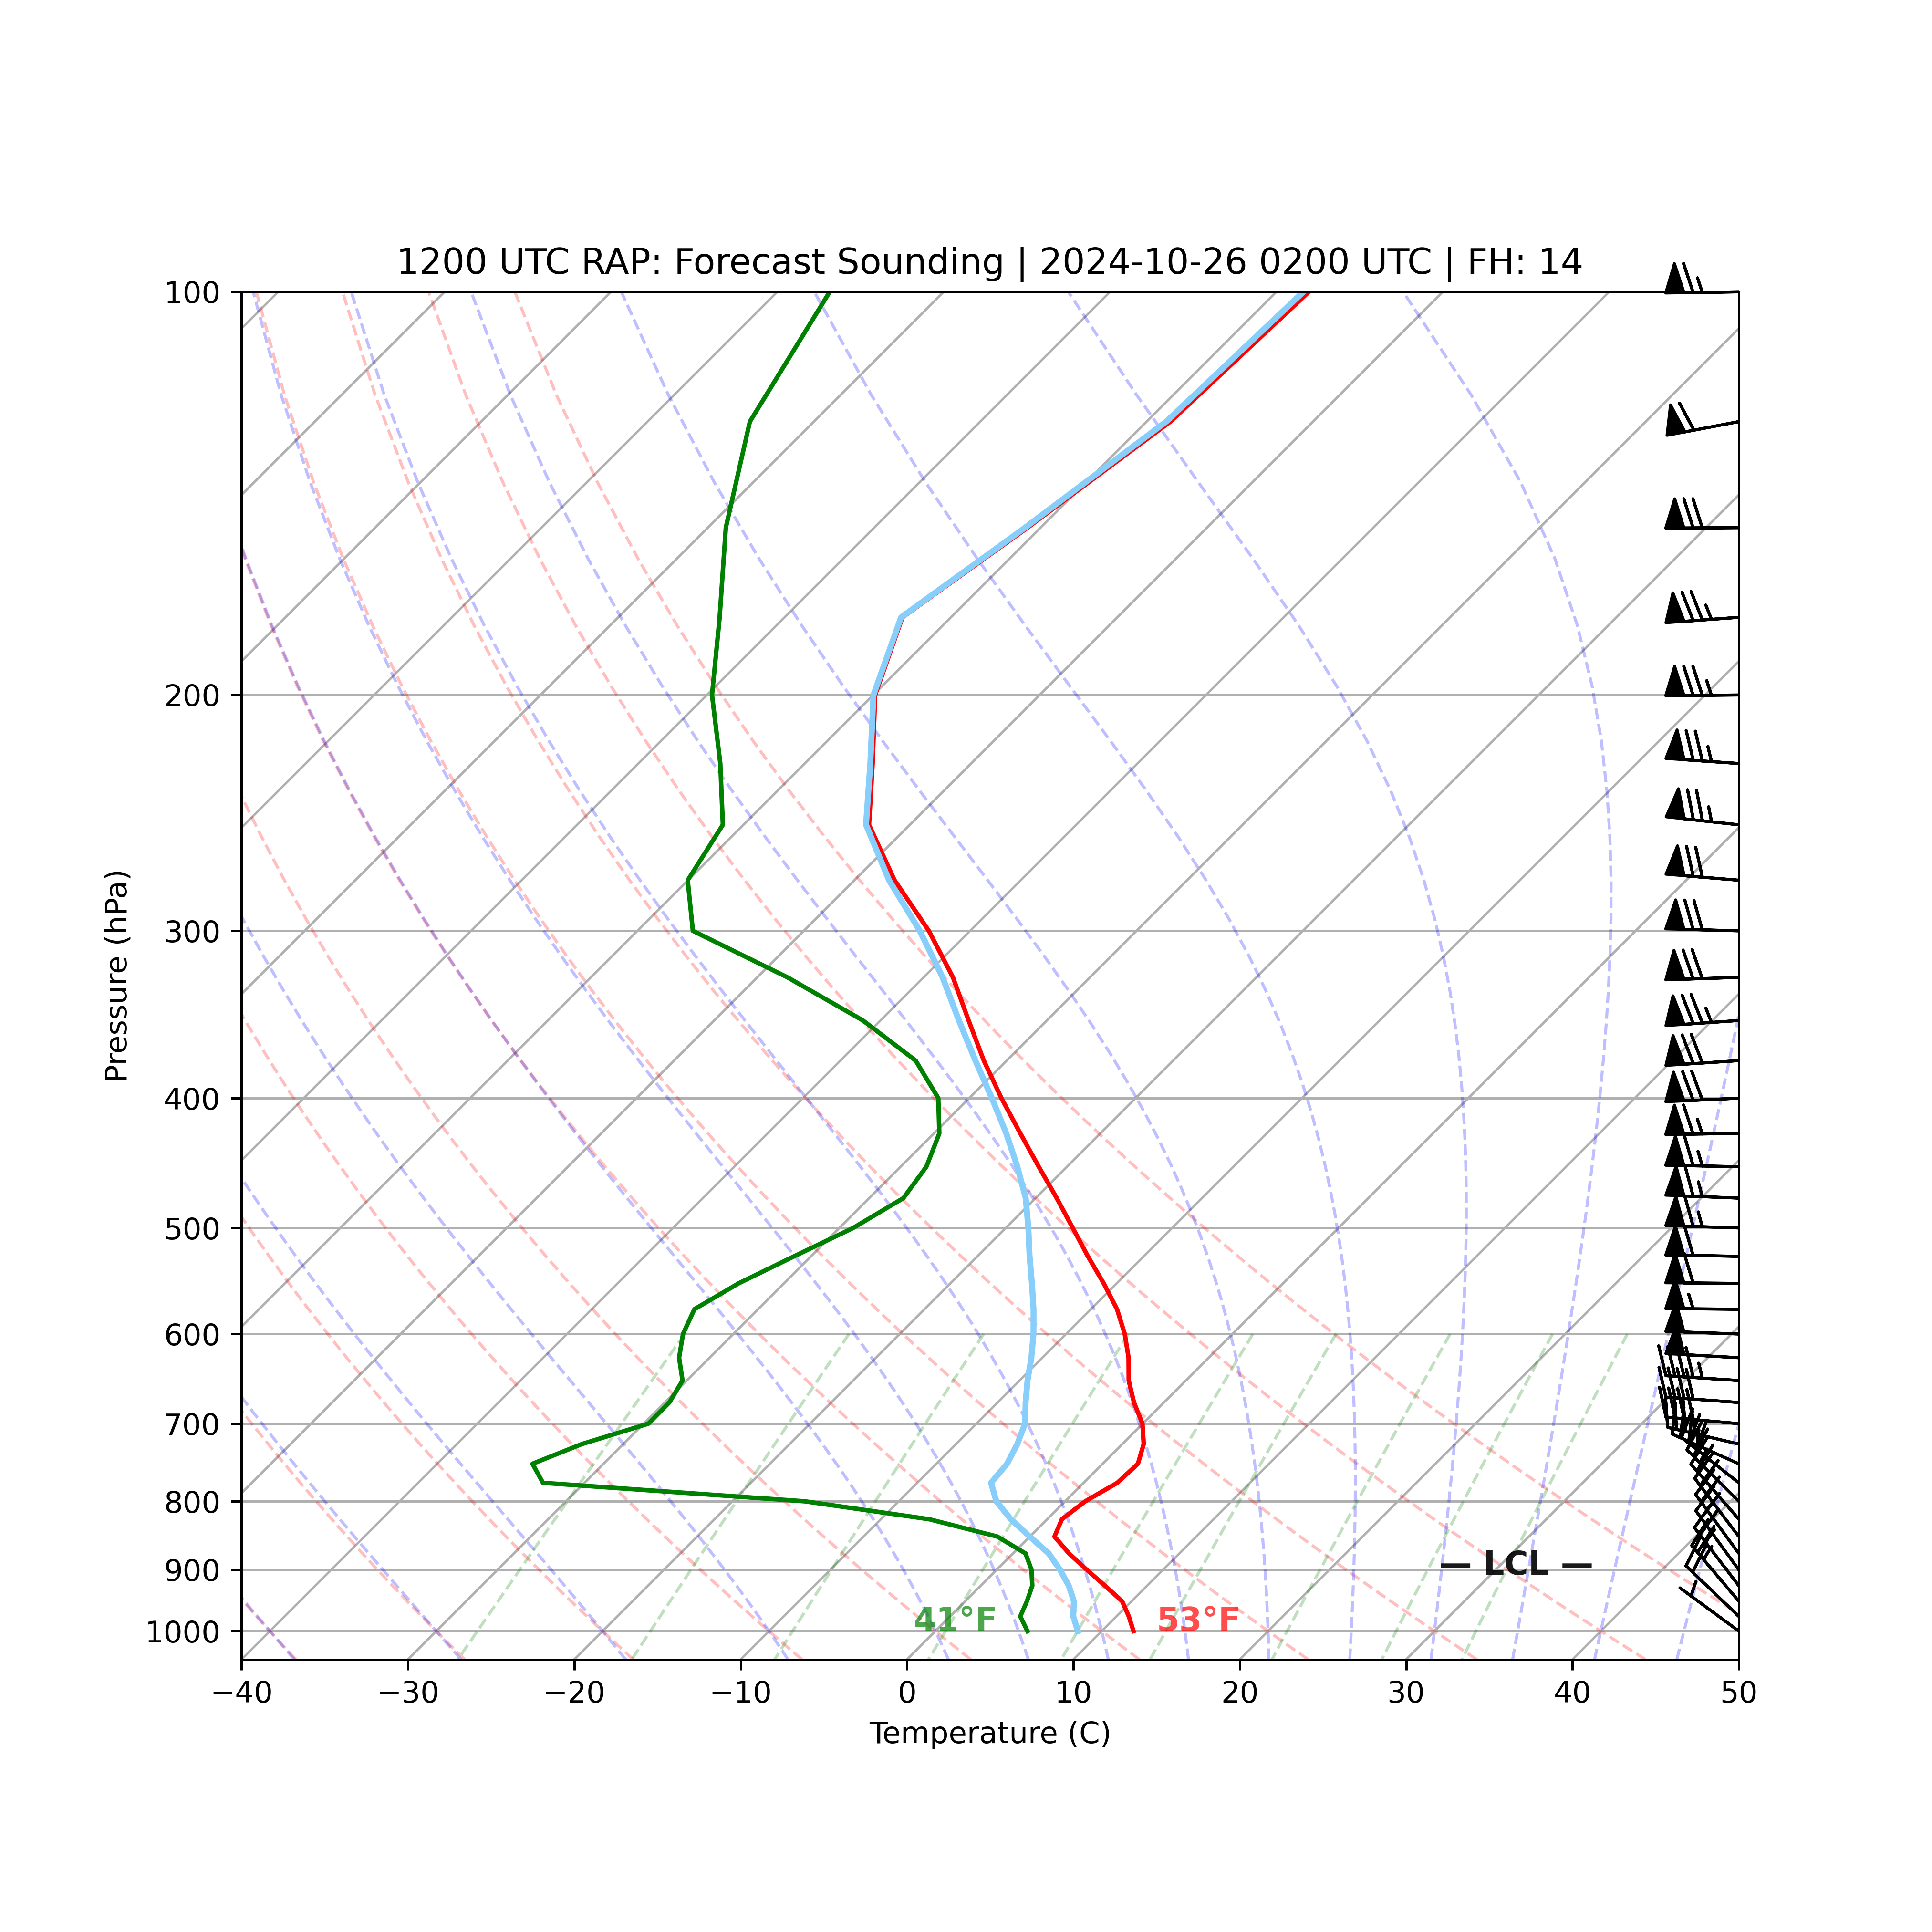 1200 UTC RAP: Forecast Sounding | 2024-10-26 0200 UTC | FH: 14
100
200
300
400
500
600
700
800
900
1000
Pressure (hPa)
— LCL —
41°F
53°F
−40 −30 −20 −10 0 10 20 30 40 50
Temperature (C)